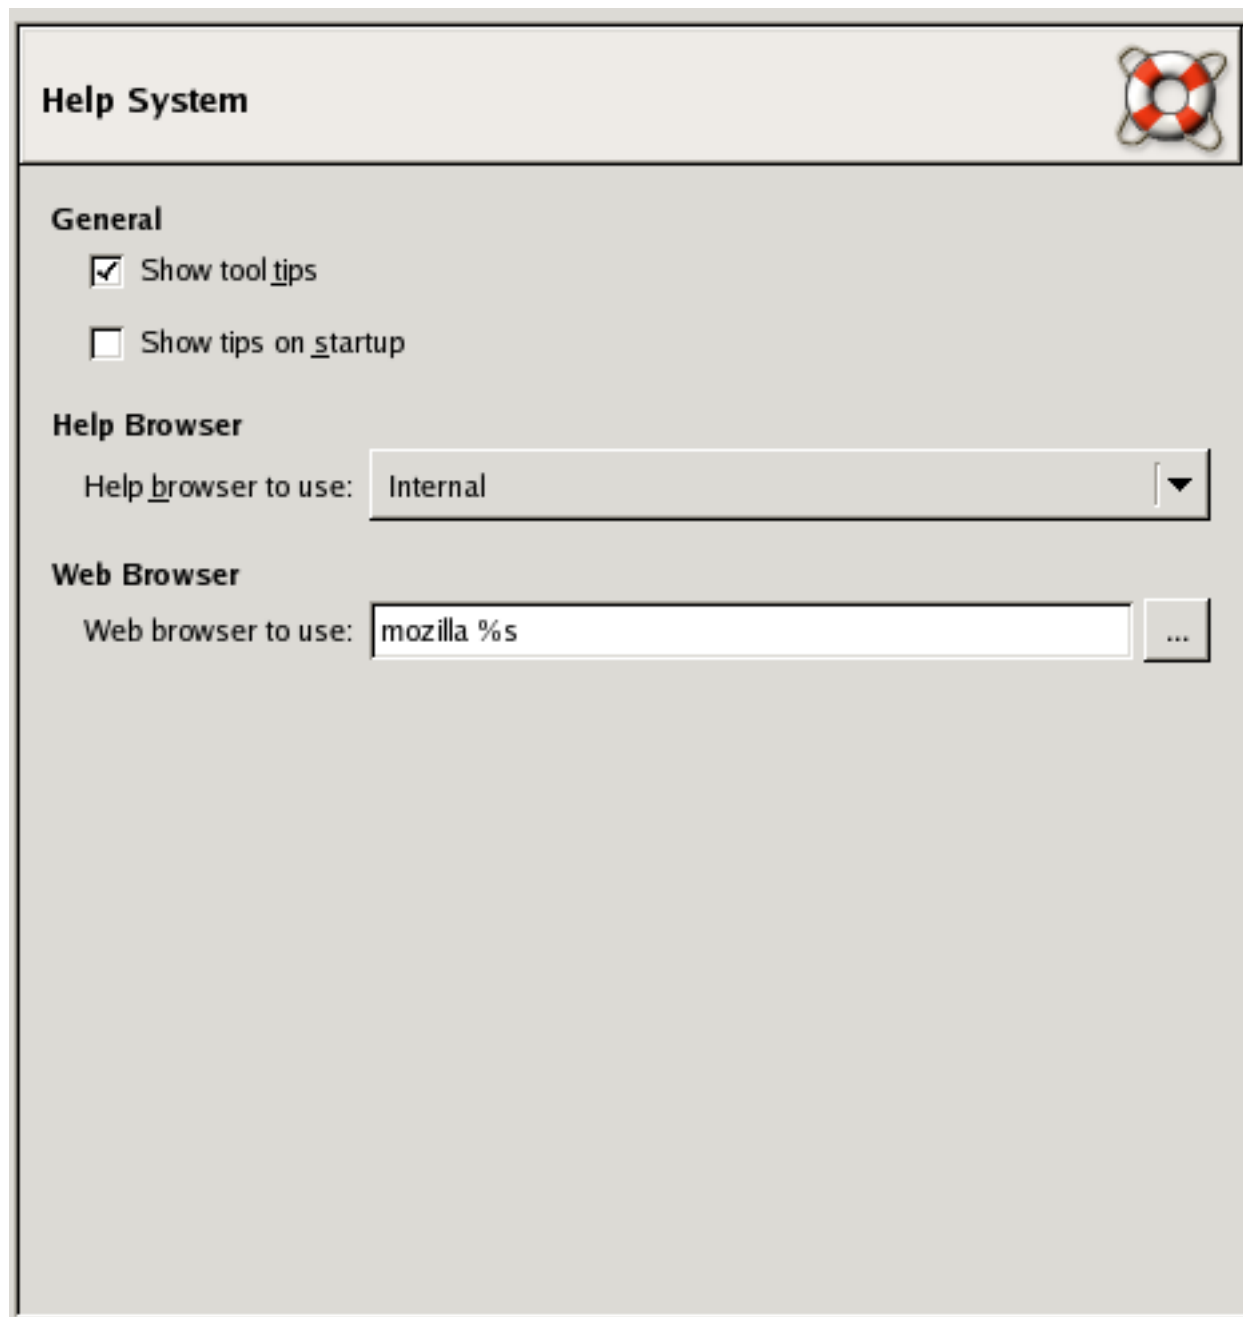 Help System
General
Show tool tips
Show tips on startup
Help Browser
Help browser to use: Internal
Web Browser
Web browser to use: mozilla %s ...